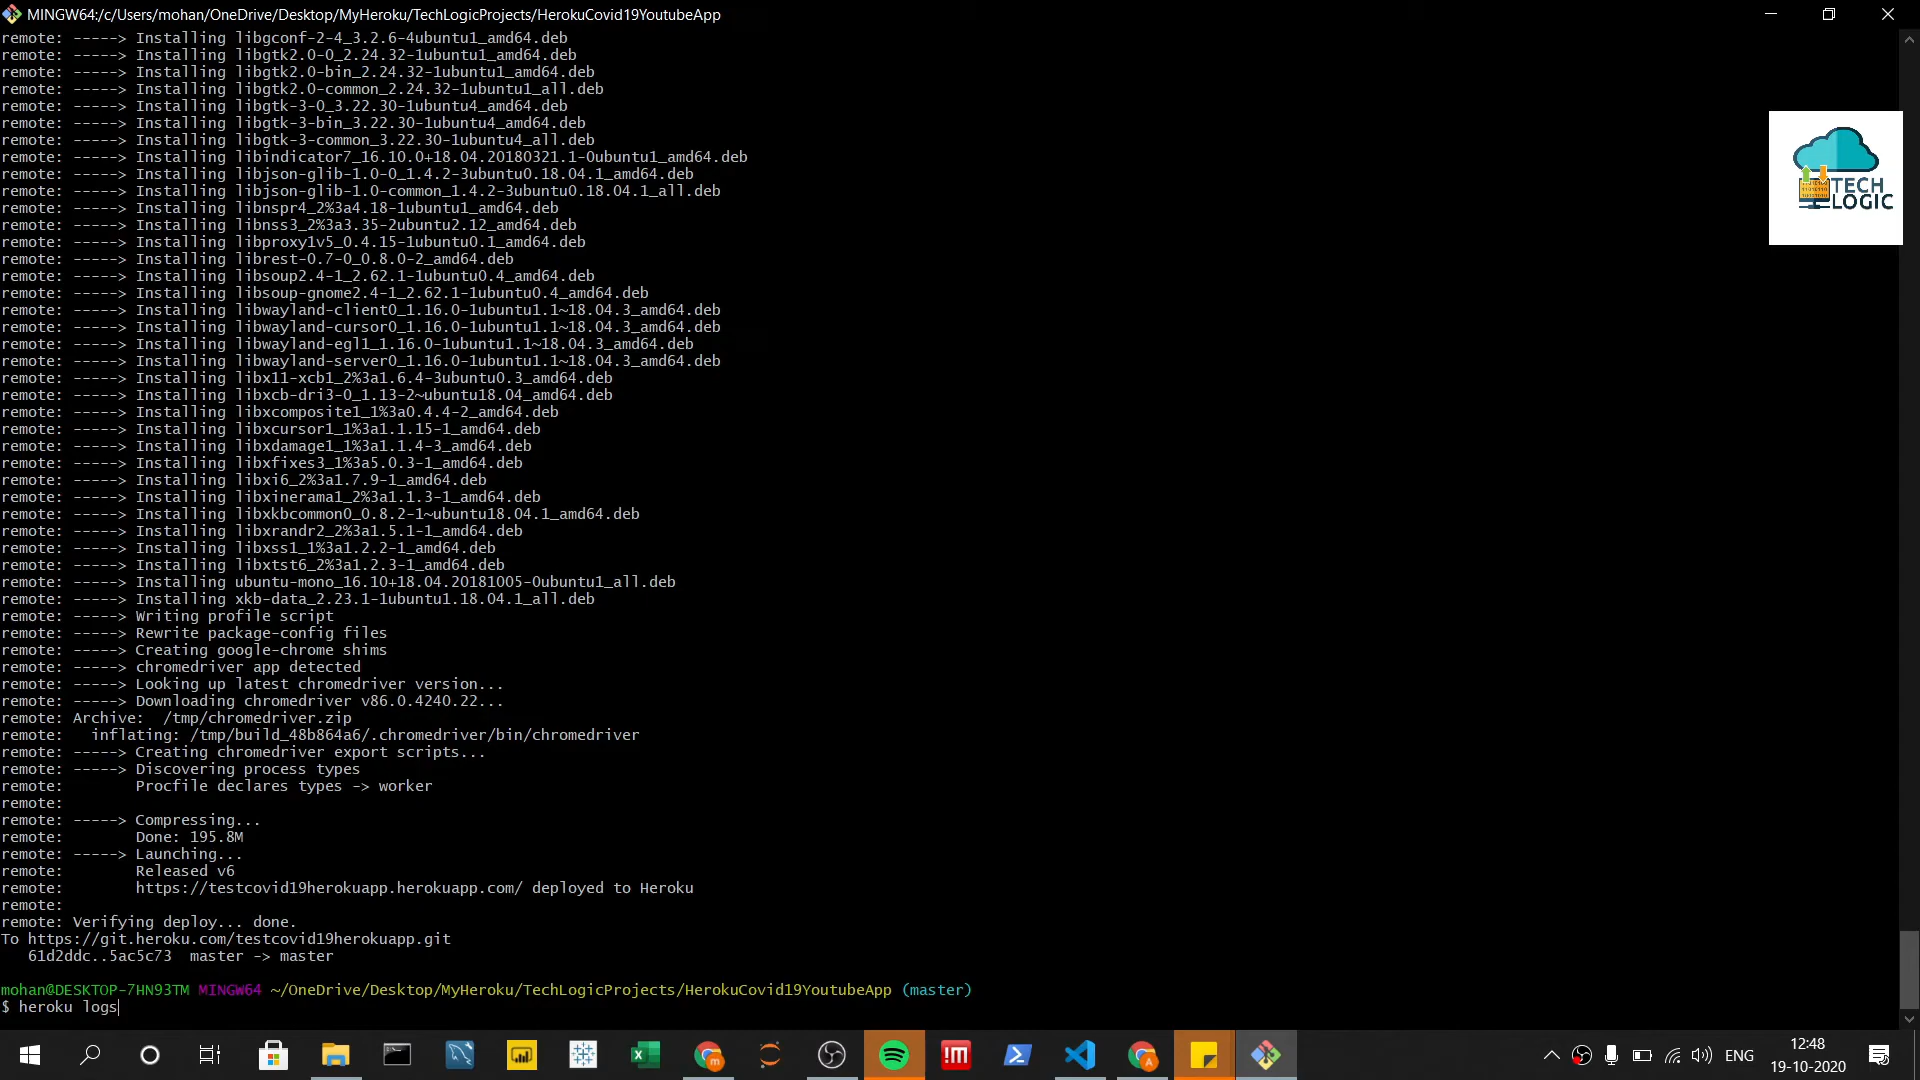 MINGW64:/c/Users/mohan/OneDrive/Desktop/MyHeroku/TechLogicProjects/HerokuCovid19YoutubeApp
remote: -----> Installing libgconf-2-4_3.2.6-4ubuntu1_amd64.deb
remote: -----> Installing libgtk2.0-0_2.24.32-1ubuntu1_amd64.deb
remote: -----> Installing libgtk2.0-bin_2.24.32-1ubuntu1_amd64.deb
remote: -----> Installing libgtk2.0-common_2.24.32-1ubuntu1_all.deb
remote: -----> Installing libgtk-3-0_3.22.30-1ubuntu4_amd64.deb
remote: -----> Installing libgtk-3-bin_3.22.30-1ubuntu4_amd64.deb
remote: -----> Installing libgtk-3-common_3.22.30-1ubuntu4_all.deb
remote: -----> Installing libindicator7_16.10.0+18.04.20180321.1-0ubuntu1_amd64.deb
remote: -----> Installing libjson-glib-1.0-0_1.4.2-3ubuntu0.18.04.1_amd64.deb
remote: -----> Installing libjson-glib-1.0-common_1.4.2-3ubuntu0.18.04.1_all.deb
remote: -----> Installing libnspr4_2%3a4.18-1ubuntu1_amd64.deb
remote: -----> Installing libnss3_2%3a3.35-2ubuntu2.12_amd64.deb
remote: -----> Installing libproxy1v5_0.4.15-1ubuntu0.1_amd64.deb
remote: -----> Installing librest-0.7-0_0.8.0-2_amd64.deb
remote: -----> Installing libsoup2.4-1_2.62.1-1ubuntu0.4_amd64.deb
remote: -----> Installing libsoup-gnome2.4-1_2.62.1-1ubuntu0.4_amd64.deb
remote: -----> Installing libwayland-client0_1.16.0-1ubuntu1.1~18.04.3_amd64.deb
remote: -----> Installing libwayland-cursor0_1.16.0-1ubuntu1.1~18.04.3_amd64.deb
remote: -----> Installing libwayland-egl1_1.16.0-1ubuntu1.1~18.04.3_amd64.deb
remote: -----> Installing libwayland-server0_1.16.0-1ubuntu1.1~18.04.3_amd64.deb
remote: -----> Installing libx11-xcb1_2%3a1.6.4-3ubuntu0.3_amd64.deb
remote: -----> Installing libxcb-dri3-0_1.13-2~ubuntu18.04_amd64.deb
remote: -----> Installing libxcomposite1_1%3a0.4.4-2_amd64.deb
remote: -----> Installing libxcursor1_1%3a1.1.15-1_amd64.deb
remote: -----> Installing libxdamage1_1%3a1.1.4-3_amd64.deb
remote: -----> Installing libxfixes3_1%3a5.0.3-1_amd64.deb
remote: -----> Installing libxi6_2%3a1.7.9-1_amd64.deb
remote: -----> Installing libxinerama1_2%3a1.1.3-1_amd64.deb
remote: -----> Installing libxkbcommon0_0.8.2-1~ubuntu18.04.1_amd64.deb
remote: -----> Installing libxrandr2_2%3a1.5.1-1_amd64.deb
remote: -----> Installing libxss1_1%3a1.2.2-1_amd64.deb
remote: -----> Installing libxtst6_2%3a1.2.3-1_amd64.deb
remote: -----> Installing ubuntu-mono_16.10+18.04.20181005-0ubuntu1_all.deb
remote: -----> Installing xkb-data_2.23.1-1ubuntu1.18.04.1_all.deb
remote: -----> Writing profile script
remote: -----> Rewrite package-config files
remote: -----> Creating google-chrome shims
remote: -----> chromedriver app detected
remote: -----> Looking up latest chromedriver version...
remote: -----> Downloading chromedriver v86.0.4240.22...
remote: Archive:  /tmp/chromedriver.zip
remote:   inflating: /tmp/build_48b864a6/.chromedriver/bin/chromedriver
remote: -----> Creating chromedriver export scripts...
remote: -----> Discovering process types
remote:        Procfile declares types -> worker
remote:
remote: -----> Compressing...
remote:        Done: 195.8M
remote: -----> Launching...
remote:        Released v6
remote:        https://testcovid19herokuapp.herokuapp.com/ deployed to Heroku
remote:
remote: Verifying deploy... done.
To https://git.heroku.com/testcovid19herokuapp.git
   61d2ddc..5ac5c73  master -> master
mohan@DESKTOP-7HN93TM MINGW64 ~/OneDrive/Desktop/MyHeroku/TechLogicProjects/HerokuCovid19YoutubeApp (master)
$ heroku logs
TECH
LOGIC
ENG
12:48
19-10-2020